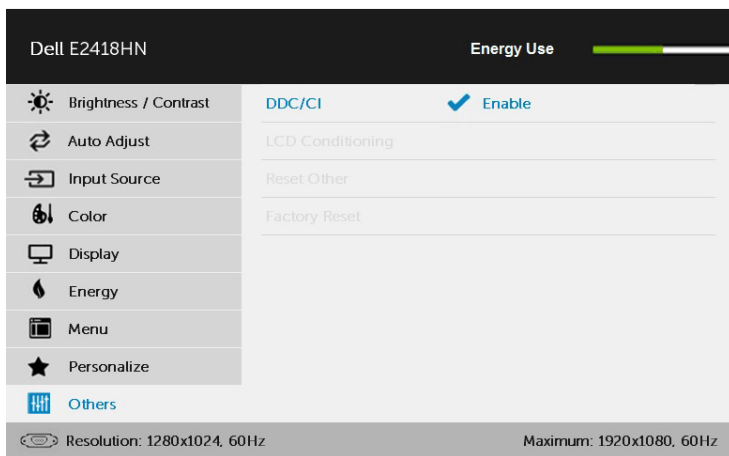 Dell E2418HN
Energy Use
Brightness / Contrast
DDC/CI
Enable
Auto Adjust
LCD Conditioning
Input Source
Reset Other
Color
Factory Reset
Display
Energy
Menu
Personalize
Others
Resolution: 1280x1024, 60Hz
Maximum: 1920x1080, 60Hz